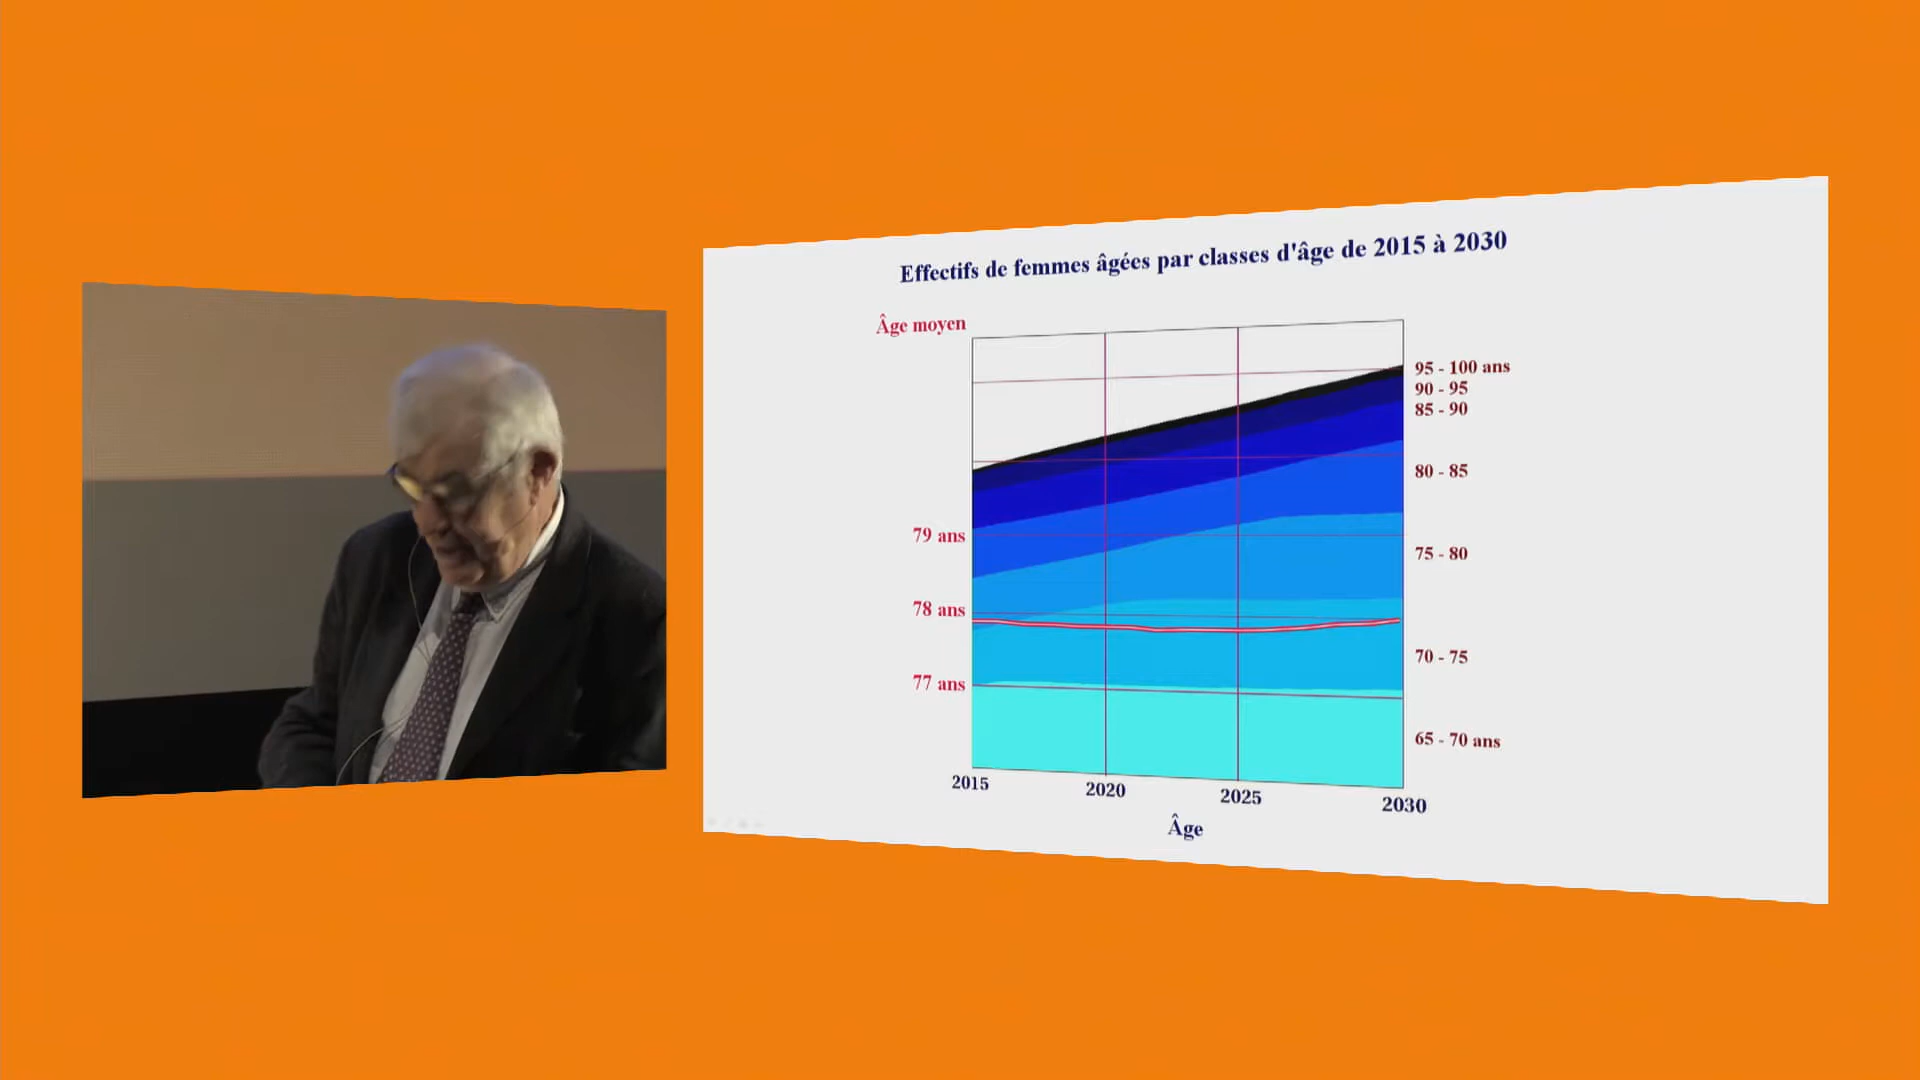 Effectifs de femmes âgées par classes d'âge de 2015 à 2030
Âge moyen
79 ans
78 ans
77 ans
95 - 100 ans
90 - 95
85 - 90
80 - 85
75 - 80
70 - 75
65 - 70 ans
2015
2020
2025
2030
Âge